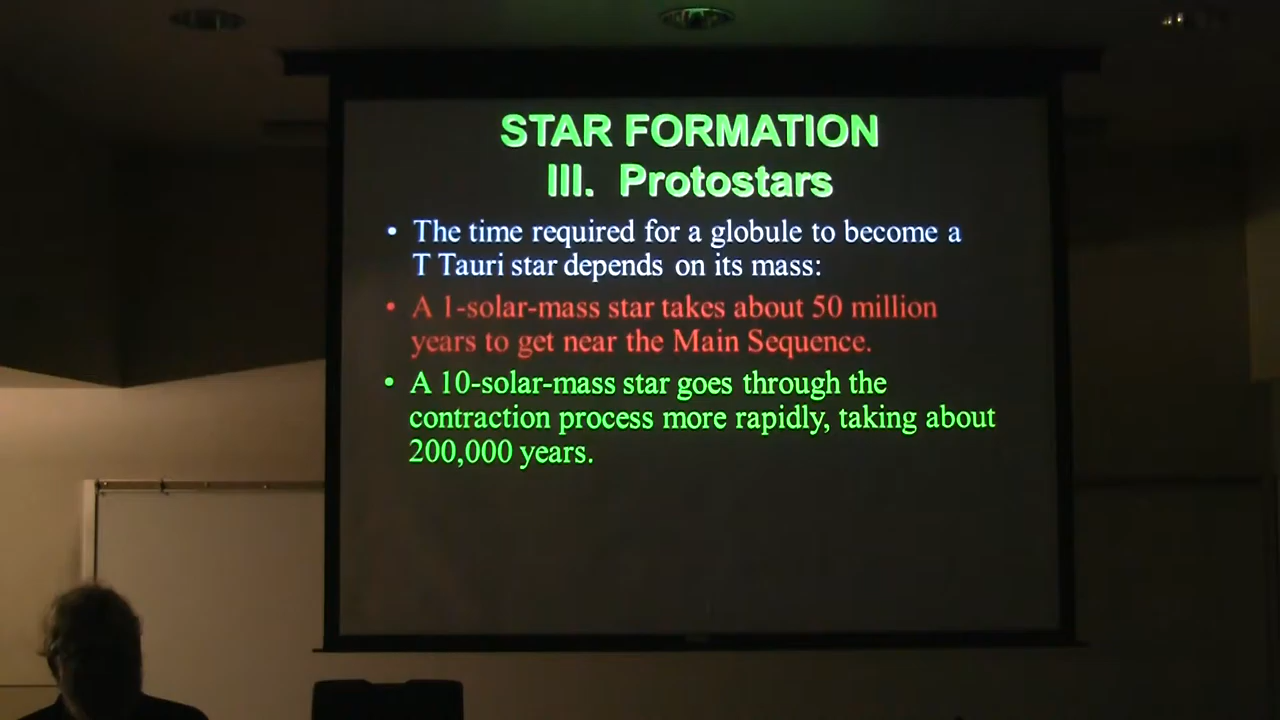 STAR FORMATION
III. Protostars
• The time required for a globule to become a
T Tauri star depends on its mass:
• A 1-solar-mass star takes about 50 million
years to get near the Main Sequence.
• A 10-solar-mass star goes through the
contraction process more rapidly, taking about
200,000 years.